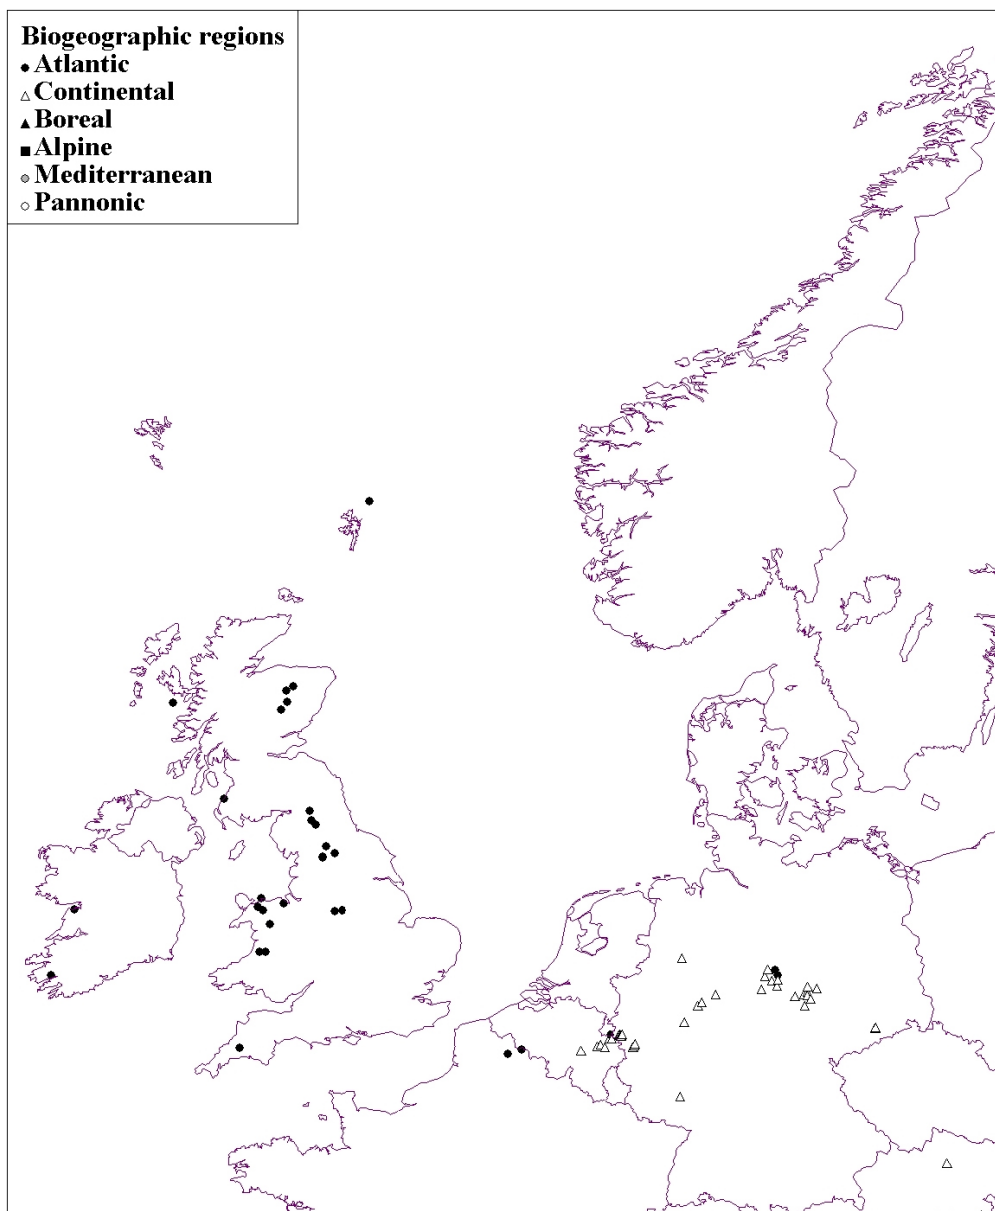 Biogeographic regions
Atlantic
Continental
Boreal
Alpine
Mediterranean
Pannonic